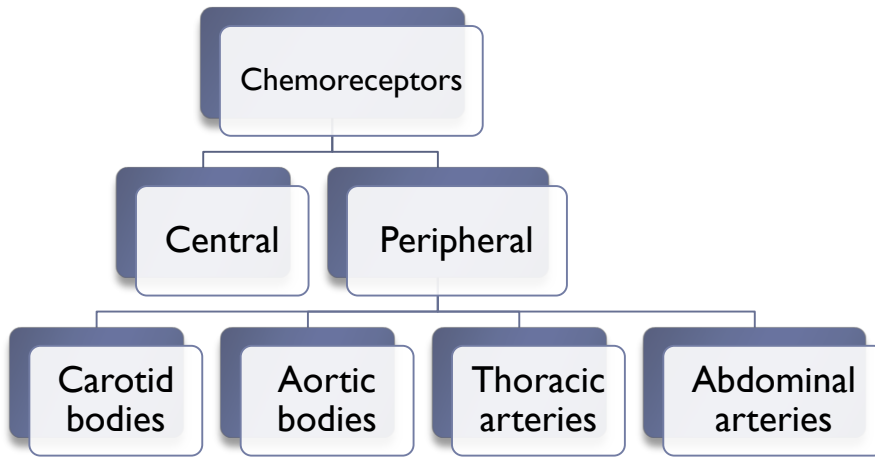 Chemoreceptors
Central
Peripheral
Carotid
bodies
Aortic
bodies
Thoracic
arteries
Abdominal
arteries